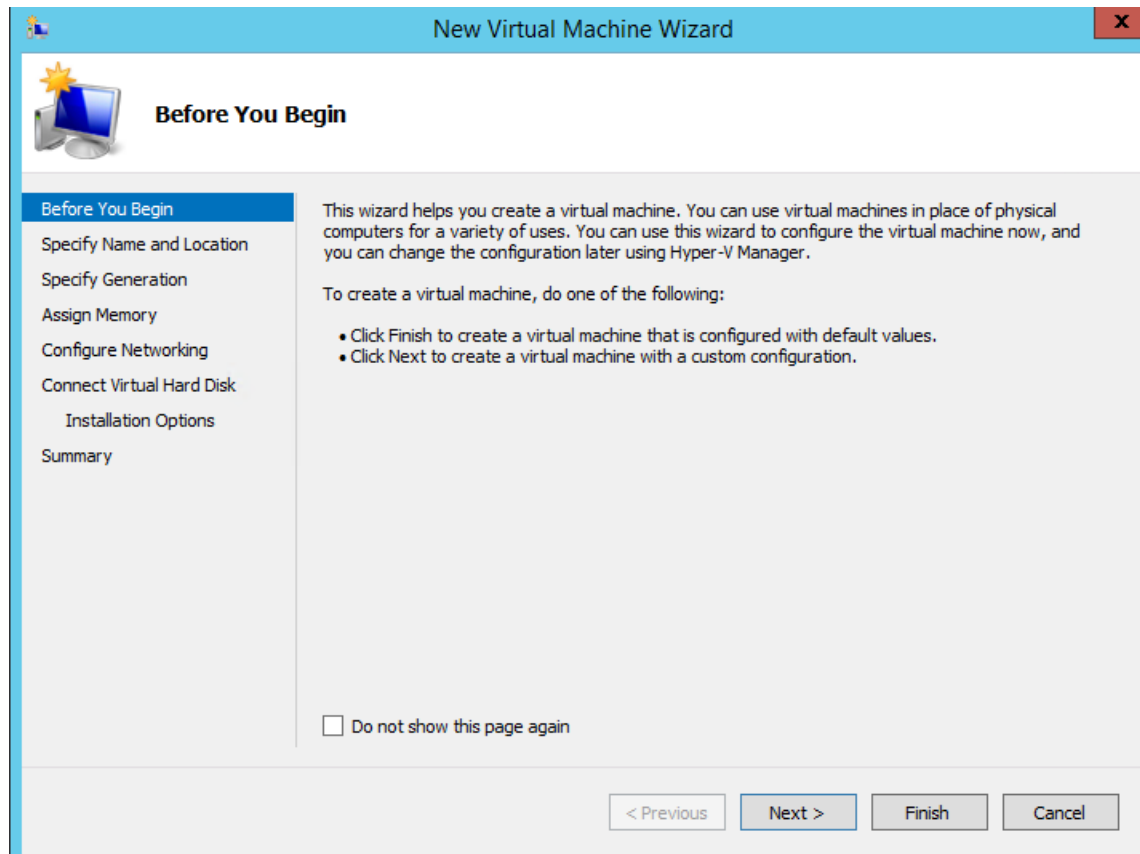 New Virtual Machine Wizard
x
Before You Begin
Before You Begin
Specify Name and Location
Specify Generation
Assign Memory
Configure Networking
Connect Virtual Hard Disk
Installation Options
Summary
This wizard helps you create a virtual machine. You can use virtual machines in place of physical
computers for a variety of uses. You can use this wizard to configure the virtual machine now, and
you can change the configuration later using Hyper-V Manager.
To create a virtual machine, do one of the following:
• Click Finish to create a virtual machine that is configured with default values.
• Click Next to create a virtual machine with a custom configuration.
Do not show this page again
< Previous
Next >
Finish
Cancel